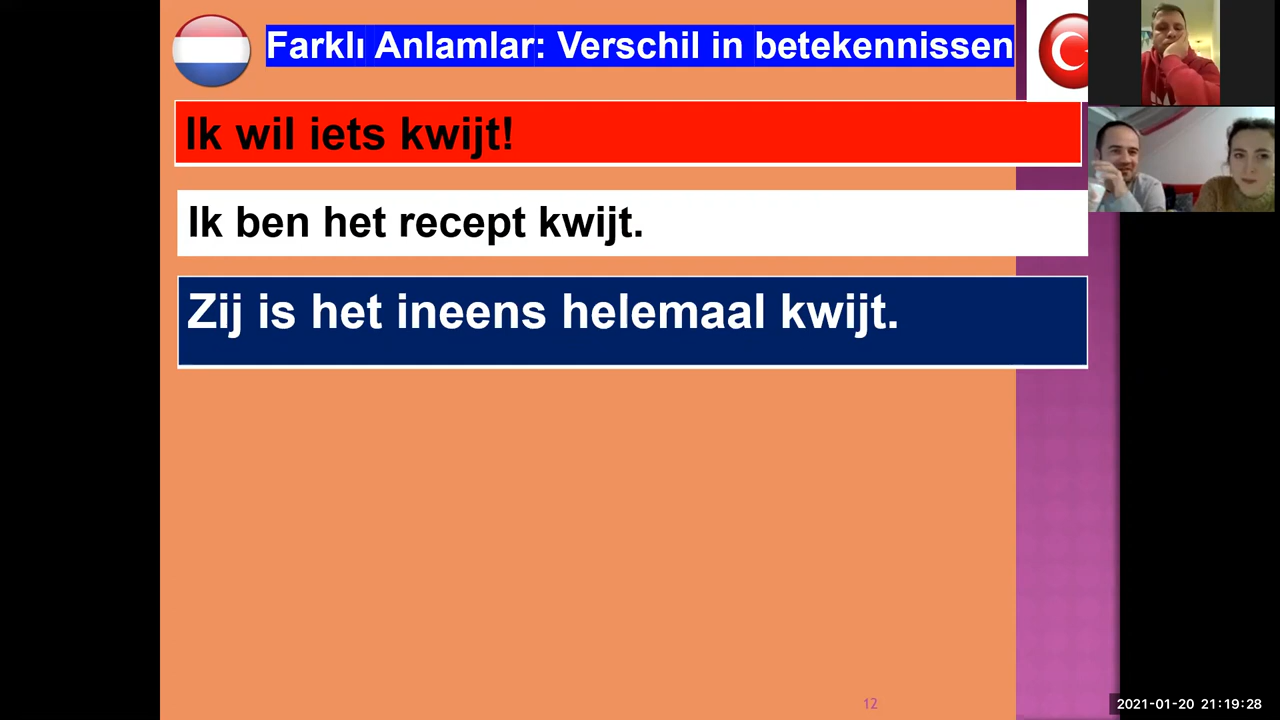 Farklı Anlamlar: Verschil in betekennissen
Ik wil iets kwijt!
Ik ben het recept kwijt.
Zij is het ineens helemaal kwijt.
12
2021-01-20 21:19:28